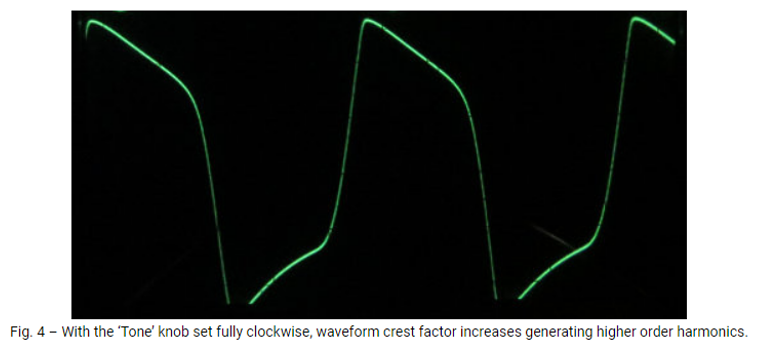 Fig. 4 – With the ‘Tone’ knob set fully clockwise, waveform crest factor increases generating higher order harmonics.